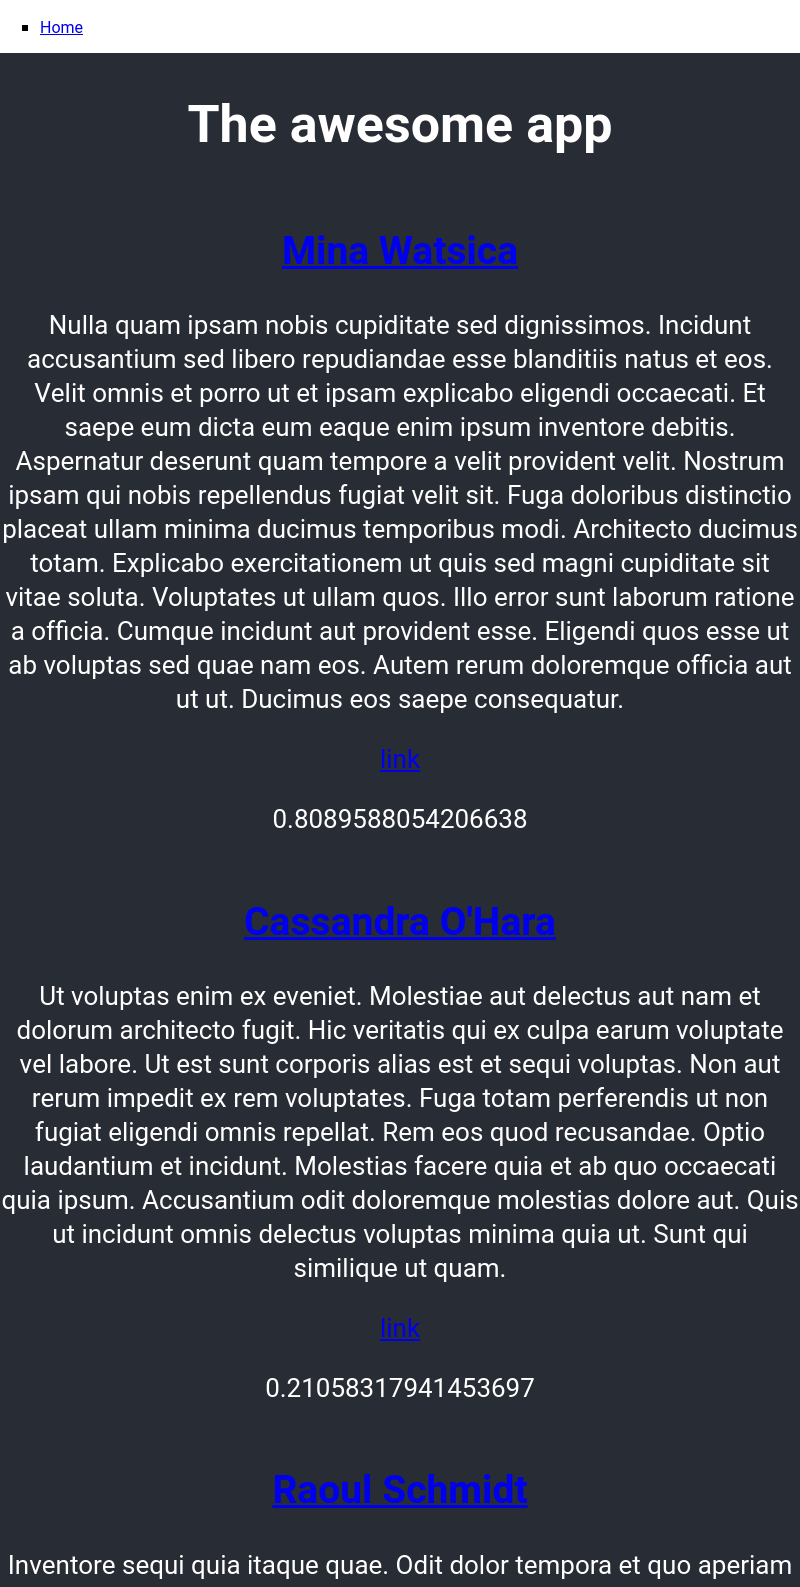 Home
The awesome app
Mina Watsica
Nulla quam ipsam nobis cupiditate sed dignissimos. Incidunt
accusantium sed libero repudiandae esse blanditiis natus et eos.
Velit omnis et porro ut et ipsam explicabo eligendi occaecati. Et
saepe eum dicta eum eaque enim ipsum inventore debitis.
Aspernatur deserunt quam tempore a velit provident velit. Nostrum
ipsam qui nobis repellendus fugiat velit sit. Fuga doloribus distinctio
placeat ullam minima ducimus temporibus modi. Architecto ducimus
totam. Explicabo exercitationem ut quis sed magni cupiditate sit
vitae soluta. Voluptates ut ullam quos. Illo error sunt laborum ratione
a officia. Cumque incidunt aut provident esse. Eligendi quos esse ut
ab voluptas sed quae nam eos. Autem rerum doloremque officia aut
ut ut. Ducimus eos saepe consequatur.
link
0.8089588054206638
Cassandra O'Hara
Ut voluptas enim ex eveniet. Molestiae aut delectus aut nam et
dolorum architecto fugit. Hic veritatis qui ex culpa earum voluptate
vel labore. Ut est sunt corporis alias est et sequi voluptas. Non aut
rerum impedit ex rem voluptates. Fuga totam perferendis ut non
fugiat eligendi omnis repellat. Rem eos quod recusandae. Optio
laudantium et incidunt. Molestias facere quia et ab quo occaecati
quia ipsum. Accusantium odit doloremque molestias dolore aut. Quis
ut incidunt omnis delectus voluptas minima quia ut. Sunt qui
similique ut quam.
link
0.21058317941453697
Raoul Schmidt
Inventore sequi quia itaque quae. Odit dolor tempora et quo aperiam